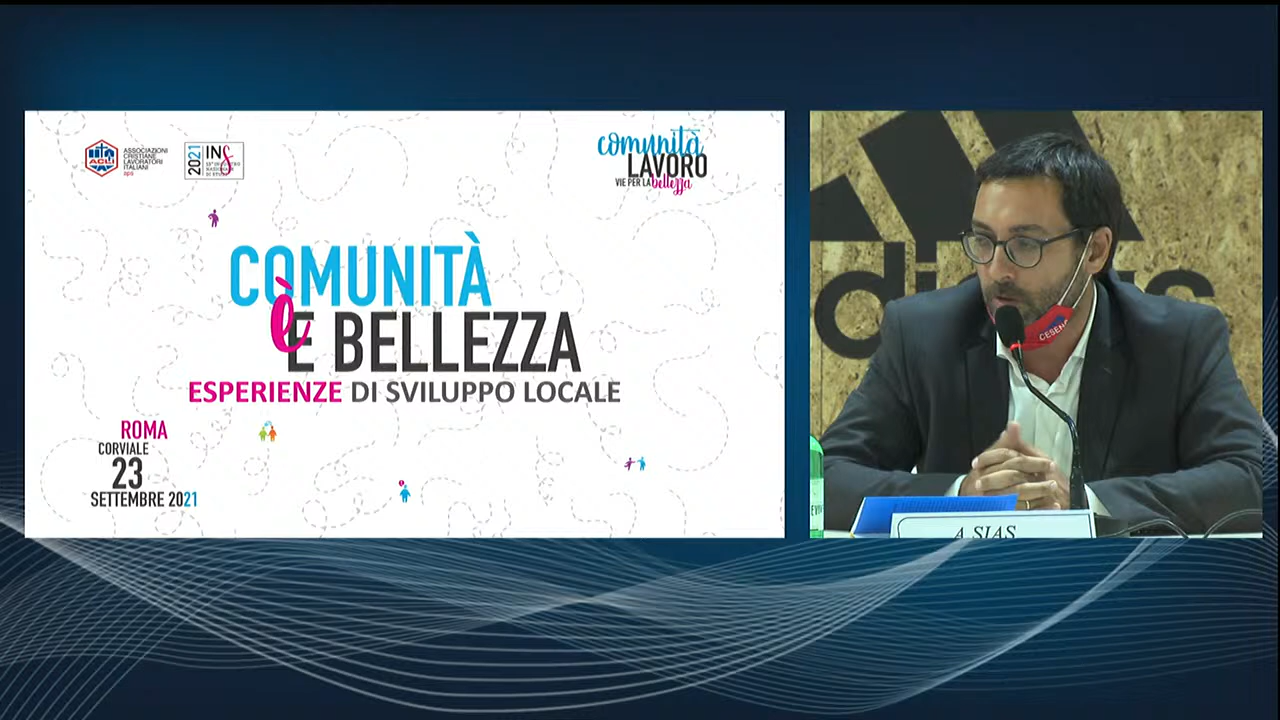 ACLI
ASSOCIAZIONI
CRISTIANE
LAVORATORI
ITALIANI
aps
2021
INS
comunità
LAVORO
VIE PER LA bellezza
COMUNITÀ
è
E BELLEZZA
ESPERIENZE DI SVILUPPO LOCALE
ROMA
CORVIALE
23
SETTEMBRE 2021
CESENA
A.SIAS